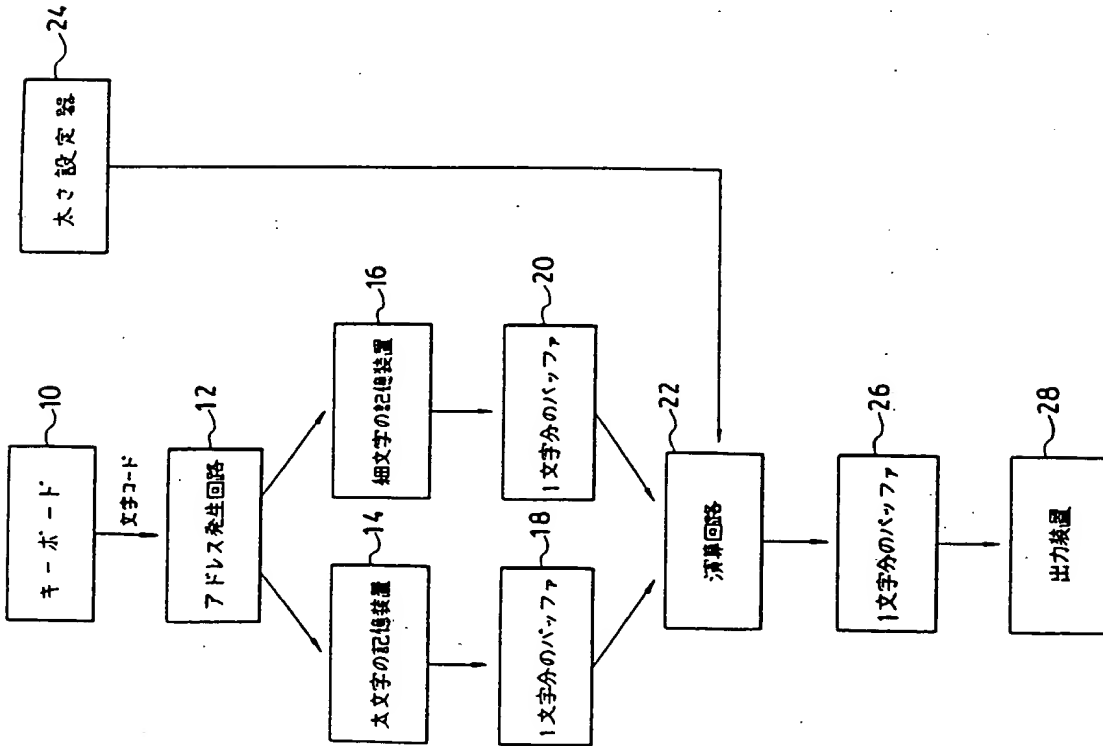 24
太さ設定器
10
キーボード
文字コード
12
アドレス発生回路
16
細文字の記憶装置
14
太文字の記憶装置
20
1文字分のバッファ
18
1文字分のバッファ
22
演算回路
26
1文字分のバッファ
28
出力装置